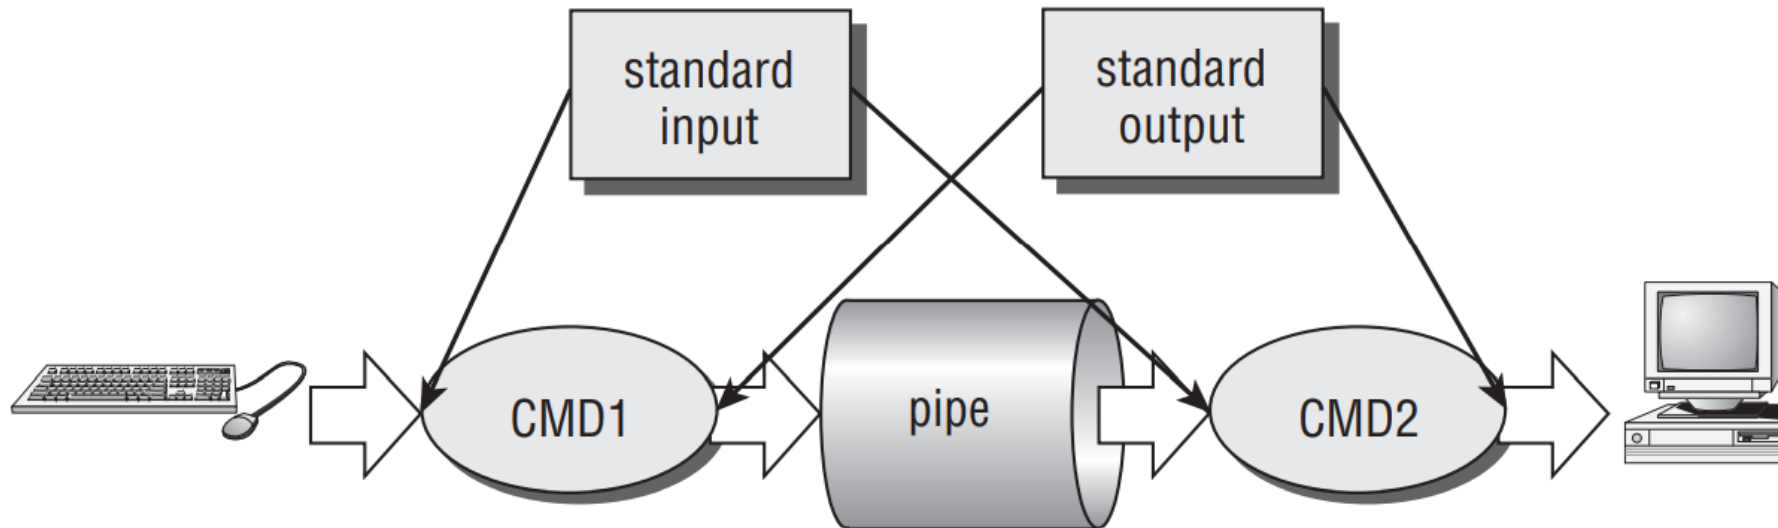 standard
input
standard
output
CMD1
pipe
CMD2